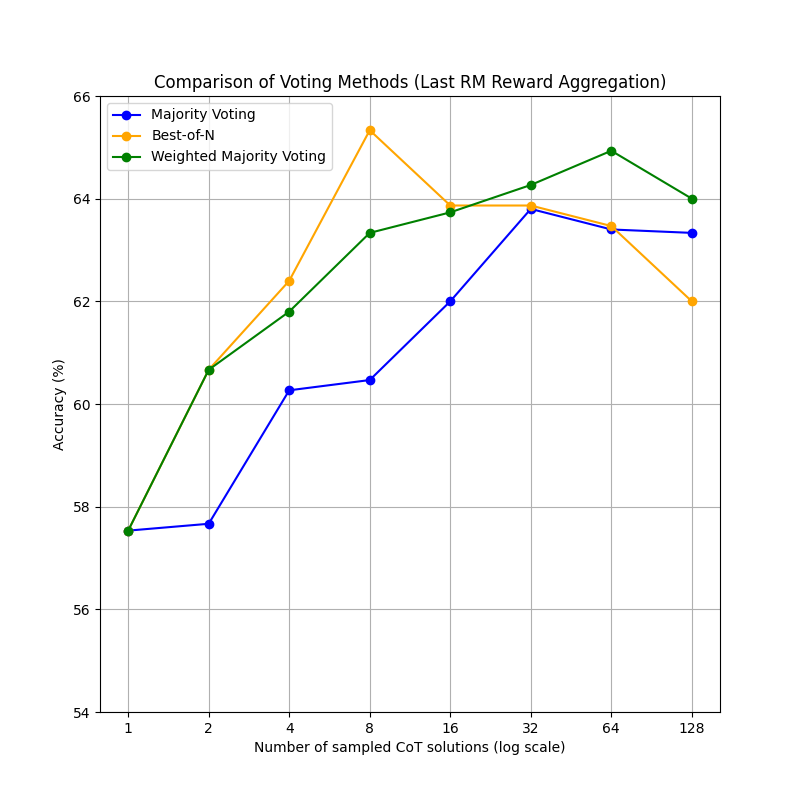 Comparison of Voting Methods (Last RM Reward Aggregation)
Majority Voting
Best-of-N
Weighted Majority Voting
66
64
62
60
58
56
54
Accuracy (%)
1 2 4 8 16 32 64 128
Number of sampled CoT solutions (log scale)